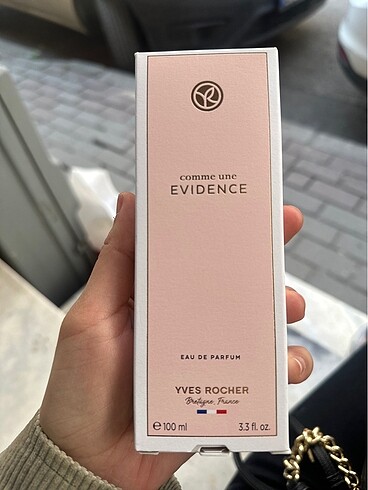 comme une
EVIDENCE
EAU DE PARFUM
YVES ROCHER
Bretagne, France
℮100 ml 3.3 fl. oz.